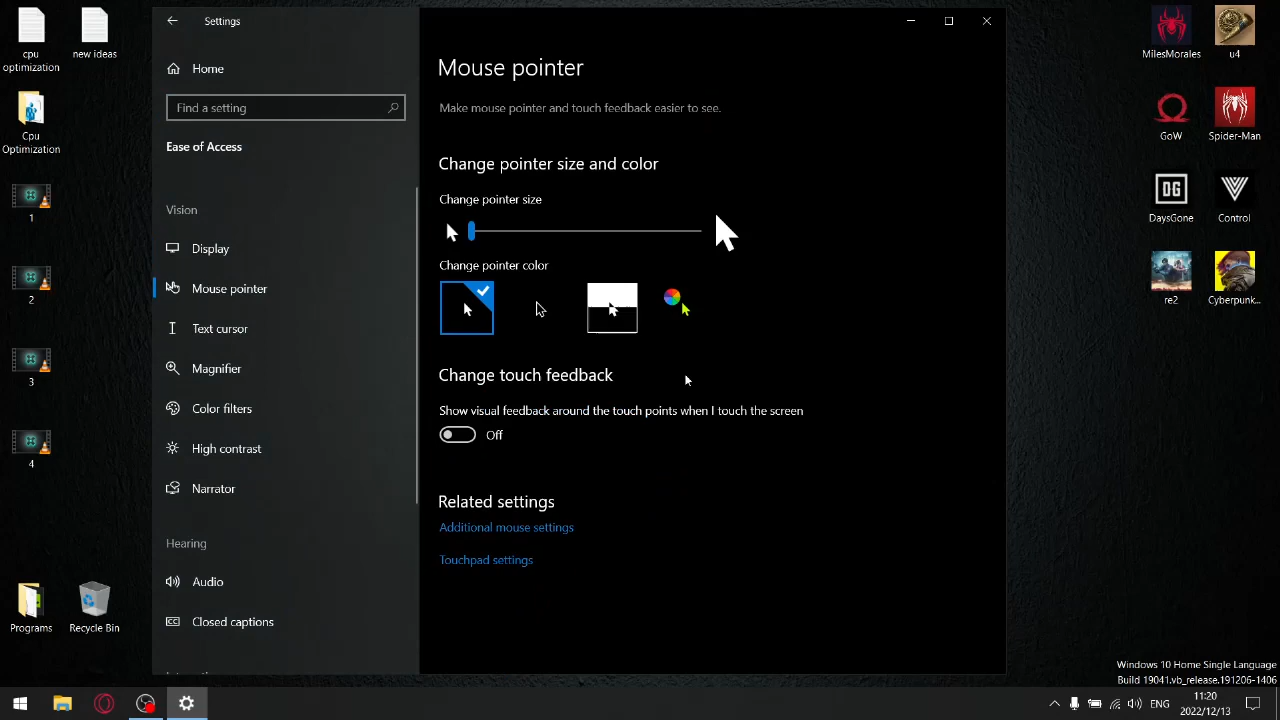 cpu
optimization
new ideas
Cpu
Optimization
1
2
3
4
Programs
Recycle Bin
Settings
Home
Find a setting
Ease of Access
Vision
Display
Mouse pointer
Text cursor
Magnifier
Color filters
High contrast
Narrator
Hearing
Audio
Closed captions
Mouse pointer
Make mouse pointer and touch feedback easier to see.
Change pointer size and color
Change pointer size
Change pointer color
Change touch feedback
Show visual feedback around the touch points when I touch the screen
Off
Related settings
Additional mouse settings
Touchpad settings
MilesMorales
u4
GoW
Spider-Man
DG
DaysGone
Control
re2
Cyberpunk...
Windows 10 Home Single Language
Build 19041.vb_release.191206-1406
ENG
11:20
2022/12/13